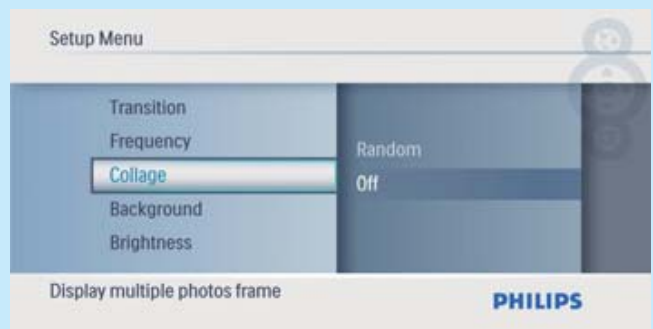 Setup Menu
Transition
Frequency
Collage
Background
Brightness
Random
Off
Display multiple photos frame
PHILIPS